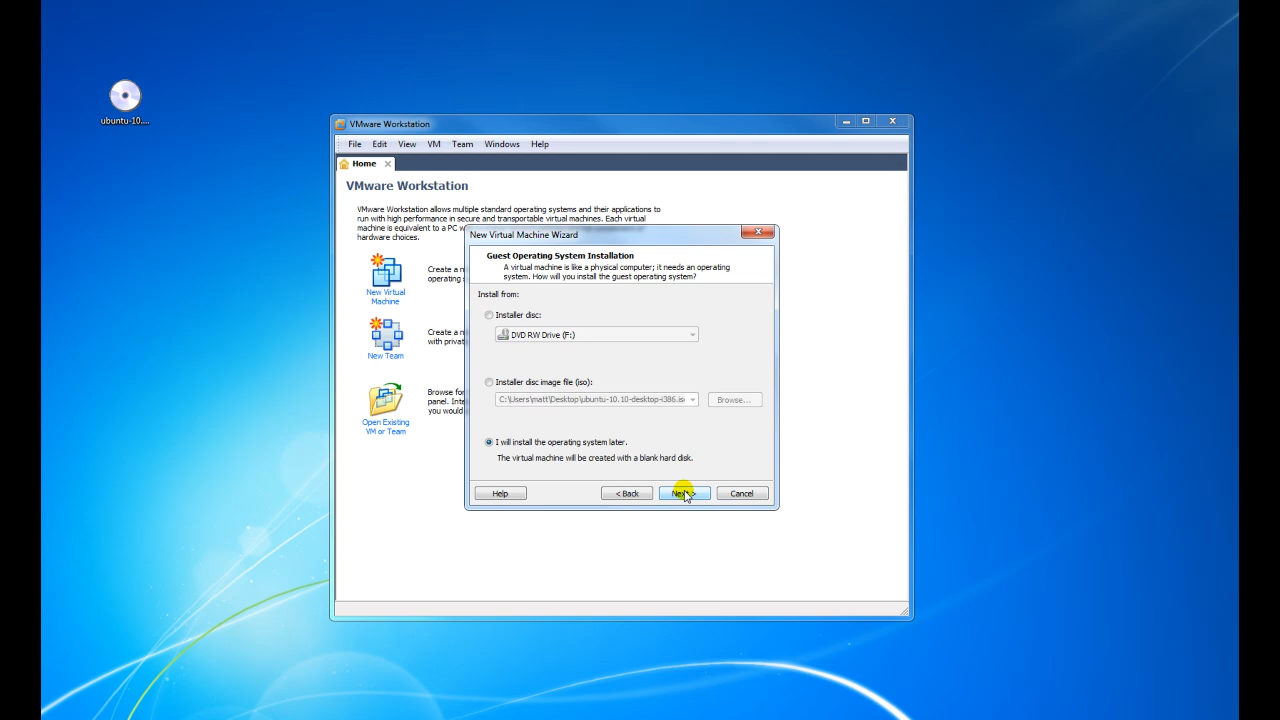 ubuntu-10....
VMware Workstation
File Edit View VM Team Windows Help
Home
VMware Workstation
VMware Workstation allows multiple standard operating systems and their applications to
run with high performance in secure and transportable virtual machines. Each virtual
machine is equivalent to a PC w
hardware choices.
New Virtual
Machine
Create a n
operating s
New Team
Create a n
with privat
Open Existing
VM or Team
Browse for
panel. Inte
you would
New Virtual Machine Wizard
Guest Operating System Installation
A virtual machine is like a physical computer; it needs an operating
system. How will you install the guest operating system?
Install from:
Installer disc:
DVD RW Drive (F:)
Installer disc image file (iso):
C:\Users\matt\Desktop\ubuntu-10.10-desktop-i386.is
Browse...
I will install the operating system later.
The virtual machine will be created with a blank hard disk.
Help < Back Next > Cancel